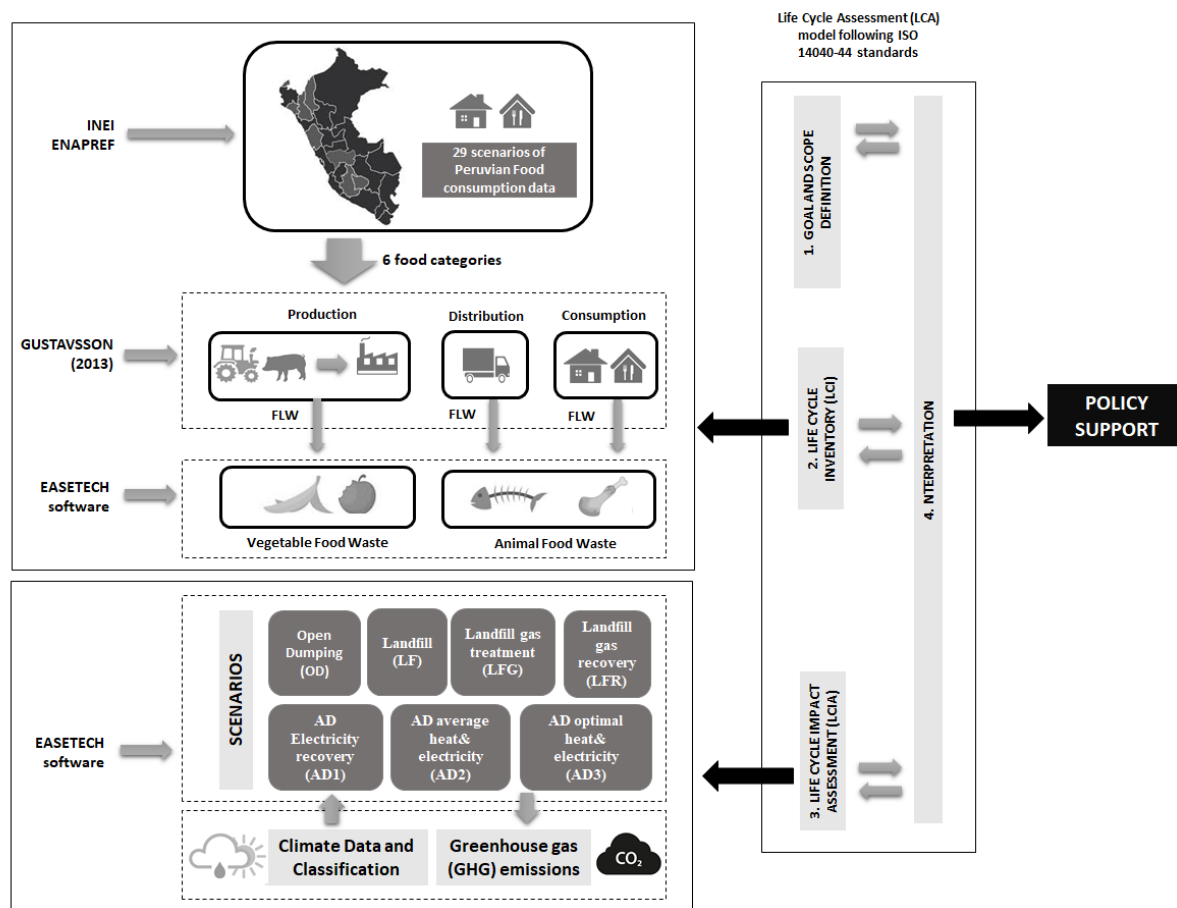 Life Cycle Assessment (LCA)
model following ISO
14040-44 standards
INEI
ENAPREF
29 scenarios of
Peruvian Food
consumption data
6 food categories
GUSTAVSSON
(2013)
Production
Distribution
Consumption
FLW
FLW
FLW
EASETECH
software
Vegetable Food Waste
Animal Food Waste
EASETECH
software
SCENARIOS
Open
Dumping
(OD)
Landfill
(LF)
Landfill gas
treatment
(LFG)
Landfill
gas
recovery
(LFR)
AD
Electricity
recovery
(AD1)
AD average
heat&
electricity
(AD2)
AD optimal
heat&
electricity
(AD3)
Climate Data and
Classification
Greenhouse gas
(GHG) emissions
CO₂
1. GOAL AND SCOPE
DEFINITION
2. LIFE CYCLE
INVENTORY (LCI)
3. LIFE CYCLE IMPACT
ASSESSMENT (LCIA)
4. NTERPRETATION
POLICY
SUPPORT